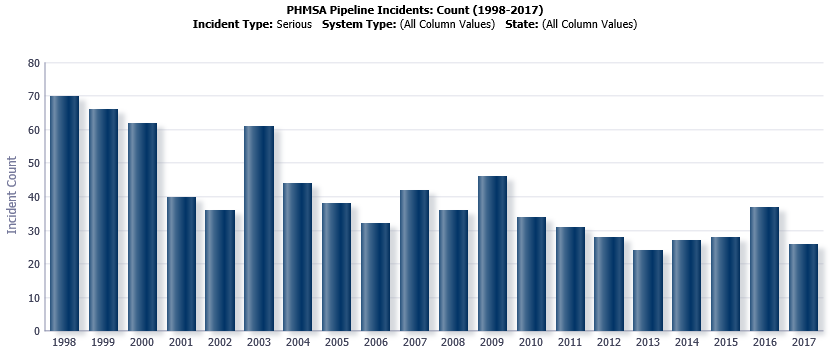 PHMSA Pipeline Incidents: Count (1998-2017)
Incident Type: Serious System Type: (All Column Values) State: (All Column Values)
80
70
60
50
40
30
20
10
0
Incident Count
1998 1999 2000 2001 2002 2003 2004 2005 2006 2007 2008 2009 2010 2011 2012 2013 2014 2015 2016 2017